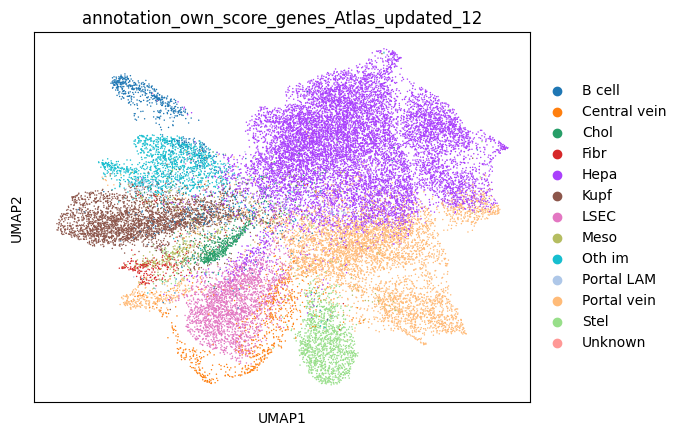 annotation_own_score_genes_Atlas_updated_12
UMAP2
UMAP1
B cell
Central vein
Chol
Fibr
Hepa
Kupf
LSEC
Meso
Oth im
Portal LAM
Portal vein
Stel
Unknown